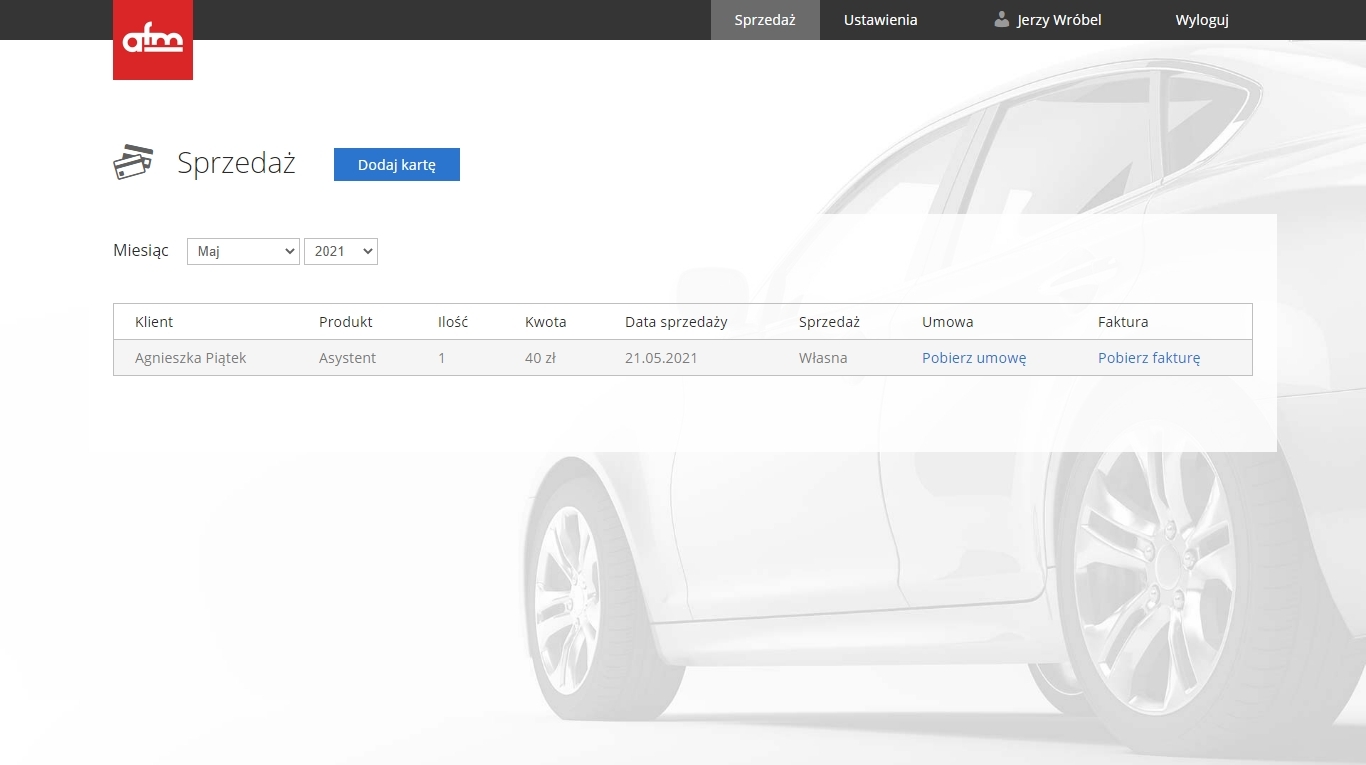 afm
Sprzedaż Ustawienia Jerzy Wróbel Wyloguj
Sprzedaż Dodaj kartę
Miesiąc Maj 2021
Klient Produkt Ilość Kwota Data sprzedaży Sprzedaż Umowa Faktura
Agnieszka Piątek Asystent 1 40 zł 21.05.2021 Własna Pobierz umowę Pobierz fakturę